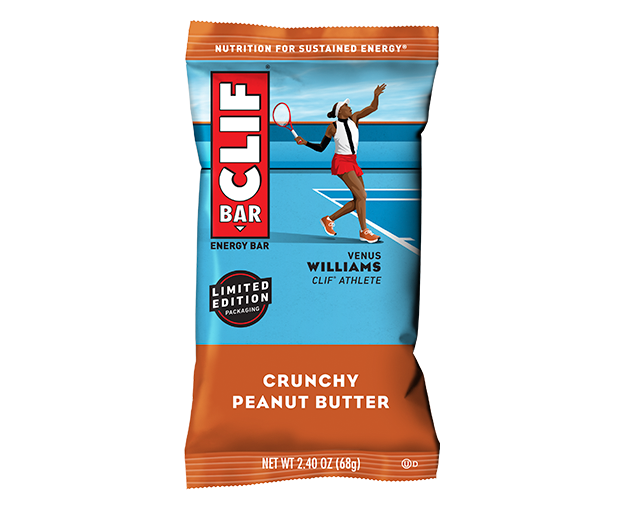 NUTRITION FOR SUSTAINED ENERGY®
CLIF®
BAR
ENERGY BAR
VENUS
WILLIAMS
CLIF® ATHLETE
LIMITED
EDITION
PACKAGING
CRUNCHY
PEANUT BUTTER
NET WT 2.40 OZ (68g)
U D